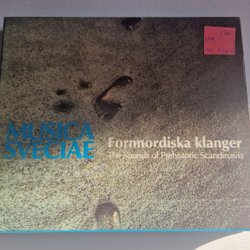 MUSICA
SVECIAE
Fornnordiska klanger
The Sounds of Prehistoric Scandinavia